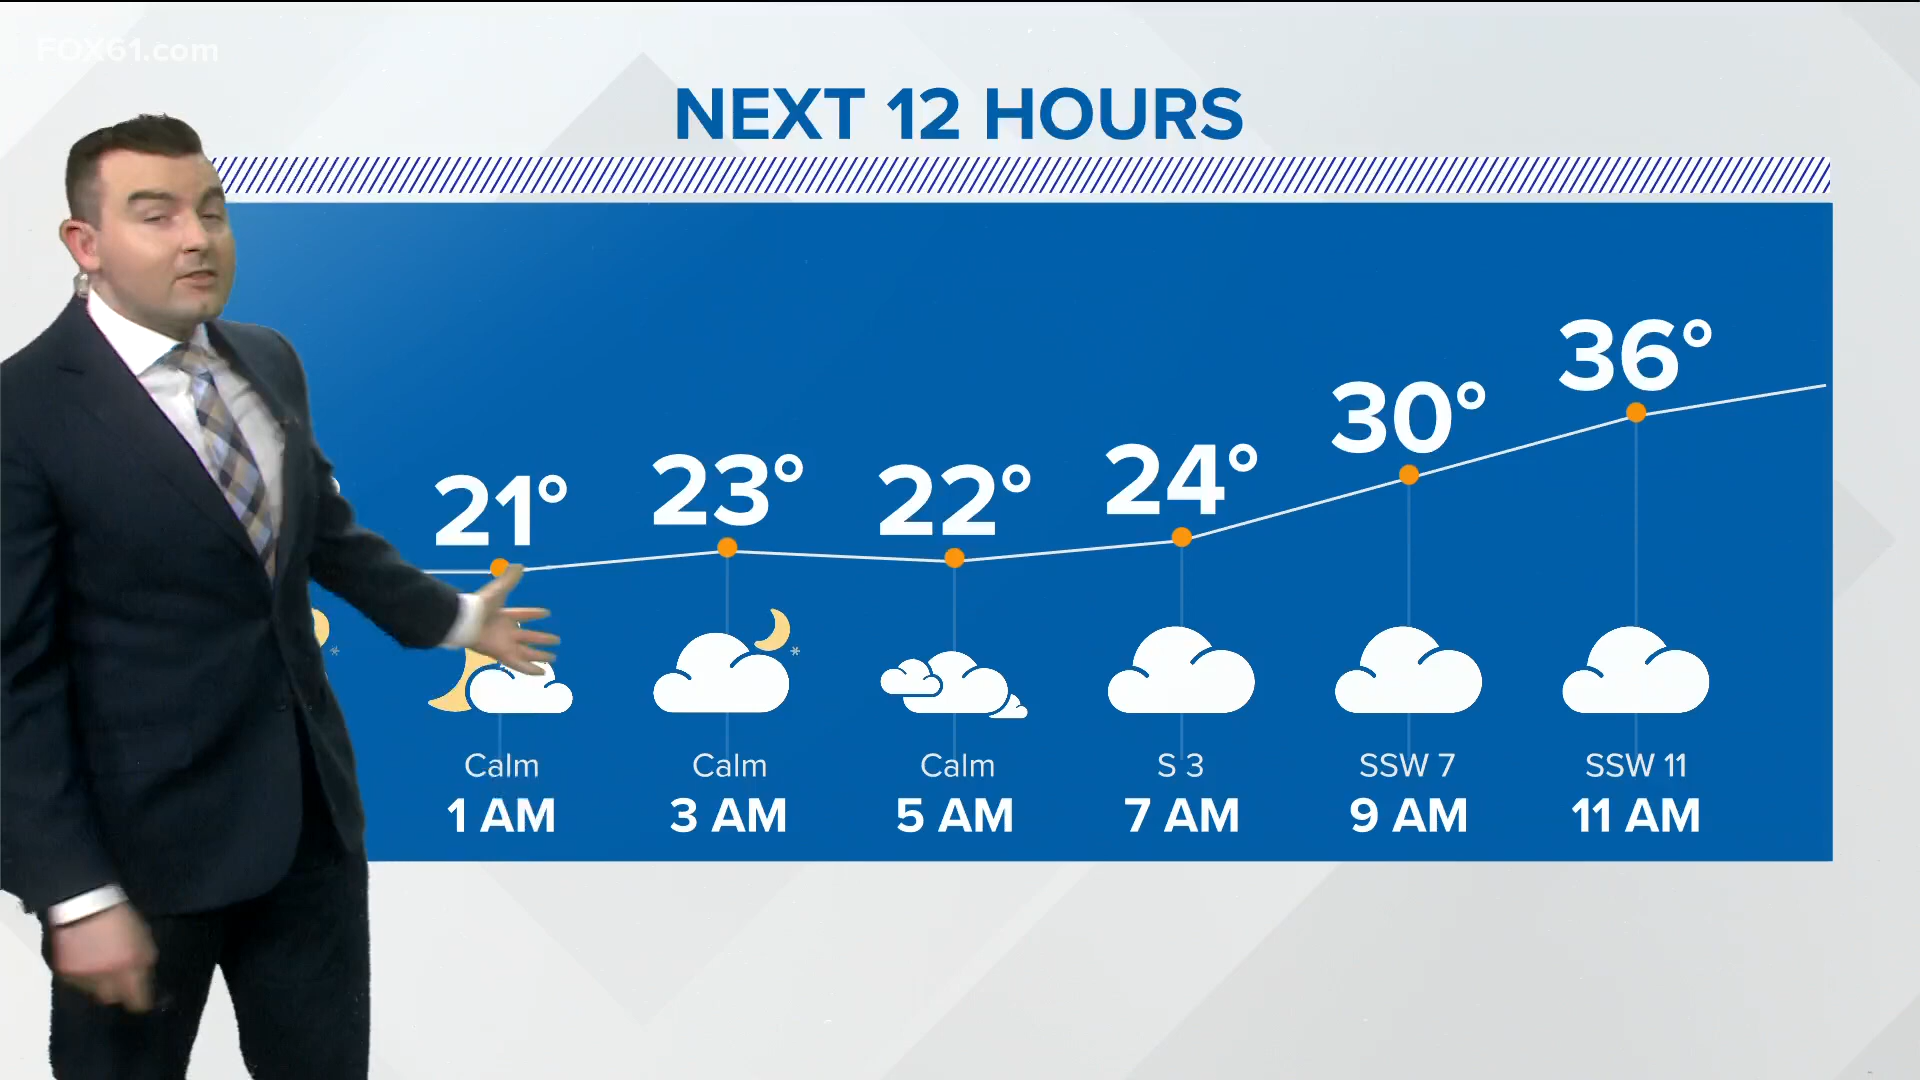 FOX61.com
NEXT 12 HOURS
21° 23° 22° 24° 30° 36°
Calm Calm Calm S 3 SSW 7 SSW 11
1 AM 3 AM 5 AM 7 AM 9 AM 11 AM